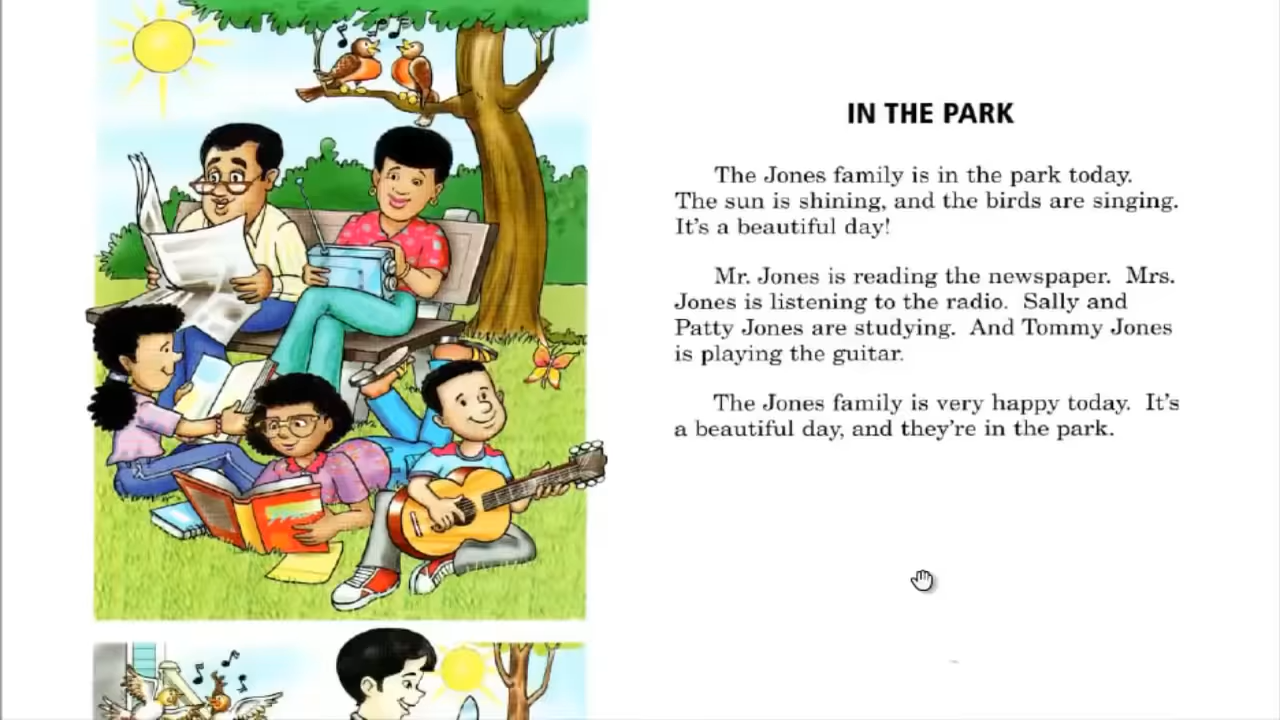 IN THE PARK
The Jones family is in the park today.
The sun is shining, and the birds are singing.
It's a beautiful day!
Mr. Jones is reading the newspaper. Mrs.
Jones is listening to the radio. Sally and
Patty Jones are studying. And Tommy Jones
is playing the guitar.
The Jones family is very happy today. It's
a beautiful day, and they're in the park.